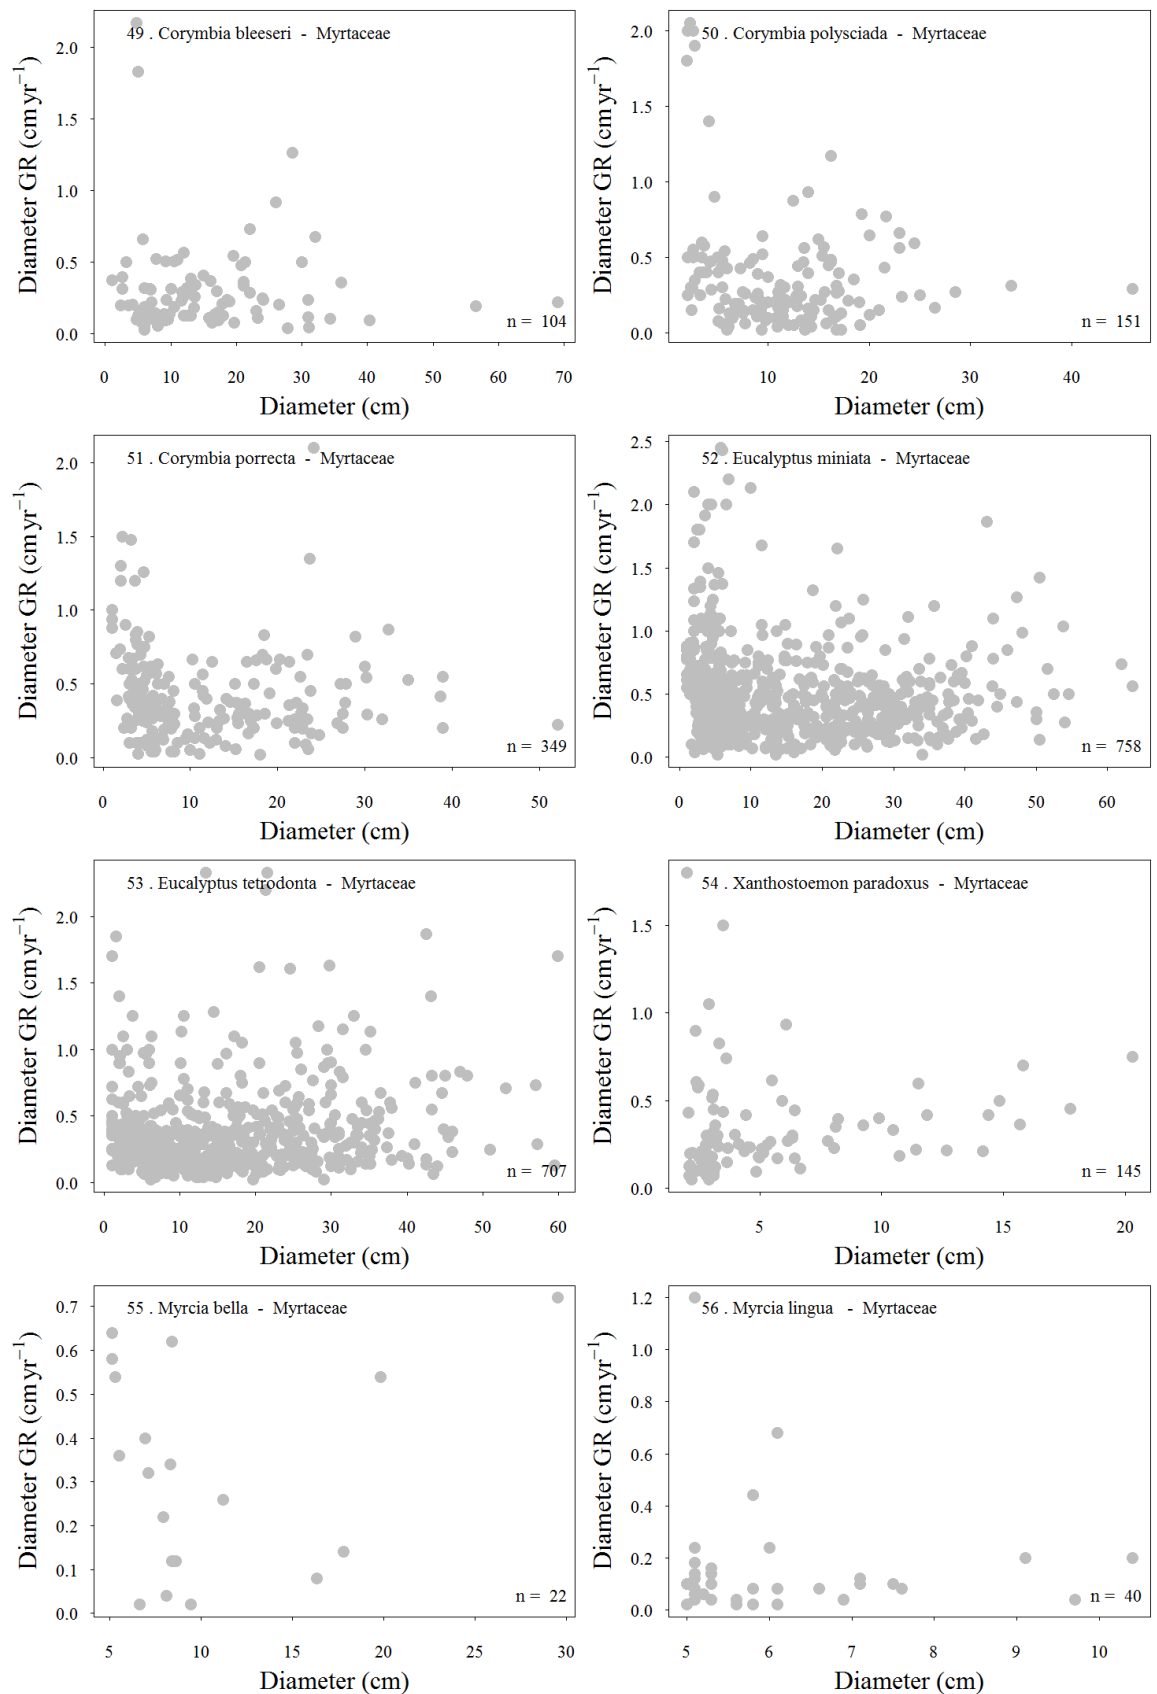 49 . Corymbia bleeseri - Myrtaceae
Diameter GR (cm yr−1)
2.0
1.5
1.0
0.5
0.0
n = 104
0 10 20 30 40 50 60 70
Diameter (cm)
50 . Corymbia polysciada - Myrtaceae
Diameter GR (cm yr−1)
2.0
1.5
1.0
0.5
0.0
n = 151
10 20 30 40
Diameter (cm)
51 . Corymbia porrecta - Myrtaceae
Diameter GR (cm yr−1)
2.0
1.5
1.0
0.5
0.0
n = 349
0 10 20 30 40 50
Diameter (cm)
52 . Eucalyptus miniata - Myrtaceae
Diameter GR (cm yr−1)
2.5
2.0
1.5
1.0
0.5
0.0
n = 758
0 10 20 30 40 50 60
Diameter (cm)
53 . Eucalyptus tetrodonta - Myrtaceae
Diameter GR (cm yr−1)
2.0
1.5
1.0
0.5
0.0
n = 707
0 10 20 30 40 50 60
Diameter (cm)
54 . Xanthostoemon paradoxus - Myrtaceae
Diameter GR (cm yr−1)
1.5
1.0
0.5
0.0
n = 145
5 10 15 20
Diameter (cm)
55 . Myrcia bella - Myrtaceae
Diameter GR (cm yr−1)
0.7
0.6
0.5
0.4
0.3
0.2
0.1
0.0
n = 22
5 10 15 20 25 30
Diameter (cm)
56 . Myrcia lingua - Myrtaceae
Diameter GR (cm yr−1)
1.2
1.0
0.8
0.6
0.4
0.2
0.0
n = 40
5 6 7 8 9 10
Diameter (cm)